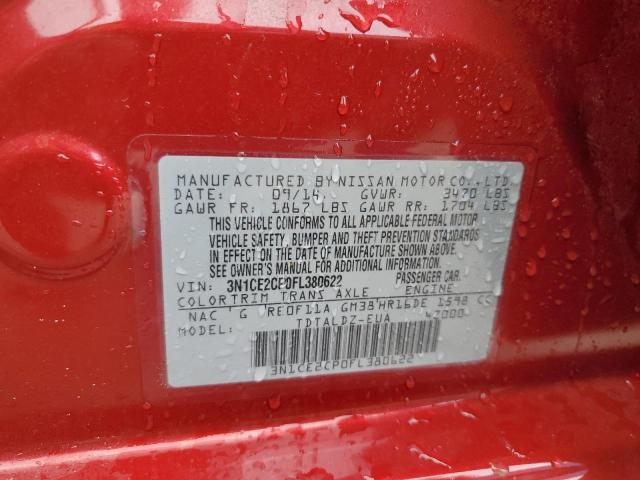 MANUFACTURED BY NISSAN MOTOR CO., LTD.
DATE: 09/14 GVWR: 3470 LBS
GAWR FR: 1867 LBS GAWR RR: 1704 LBS
THIS VEHICLE CONFORMS TO ALL APPLICABLE FEDERAL MOTOR
VEHICLE SAFETY, BUMPER AND THEFT PREVENTION STANDARDS
IN EFFECT ON THE DATE OF MANUFACTURE SHOWN ABOVE.
SEE OWNER'S MANUAL FOR ADDITIONAL INFORMATION.
VIN: 3N1CE2CP0FL380622 PASSENGER CAR
COLOR TRIM TRANS AXLE ENGINE
NAC G RE0F11A GM38 HR16DE 1598 CC
MODEL: TDTALDZ-EUA 42000
3N1CE2CP0FL380622